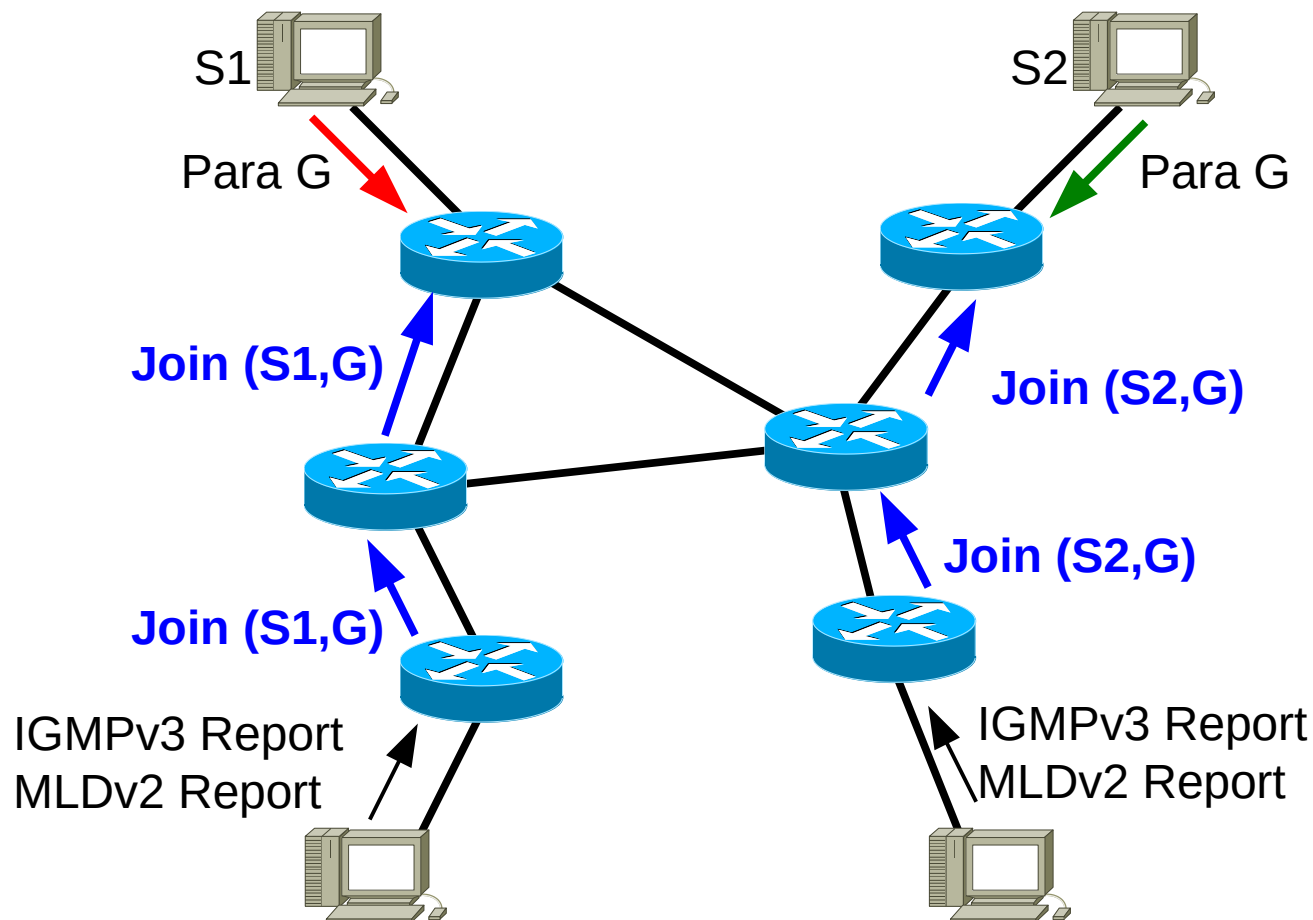 S1
S2
Para G
Para G
Join (S1,G)
Join (S2,G)
Join (S2,G)
Join (S1,G)
IGMPv3 Report
MLDv2 Report
IGMPv3 Report
MLDv2 Report